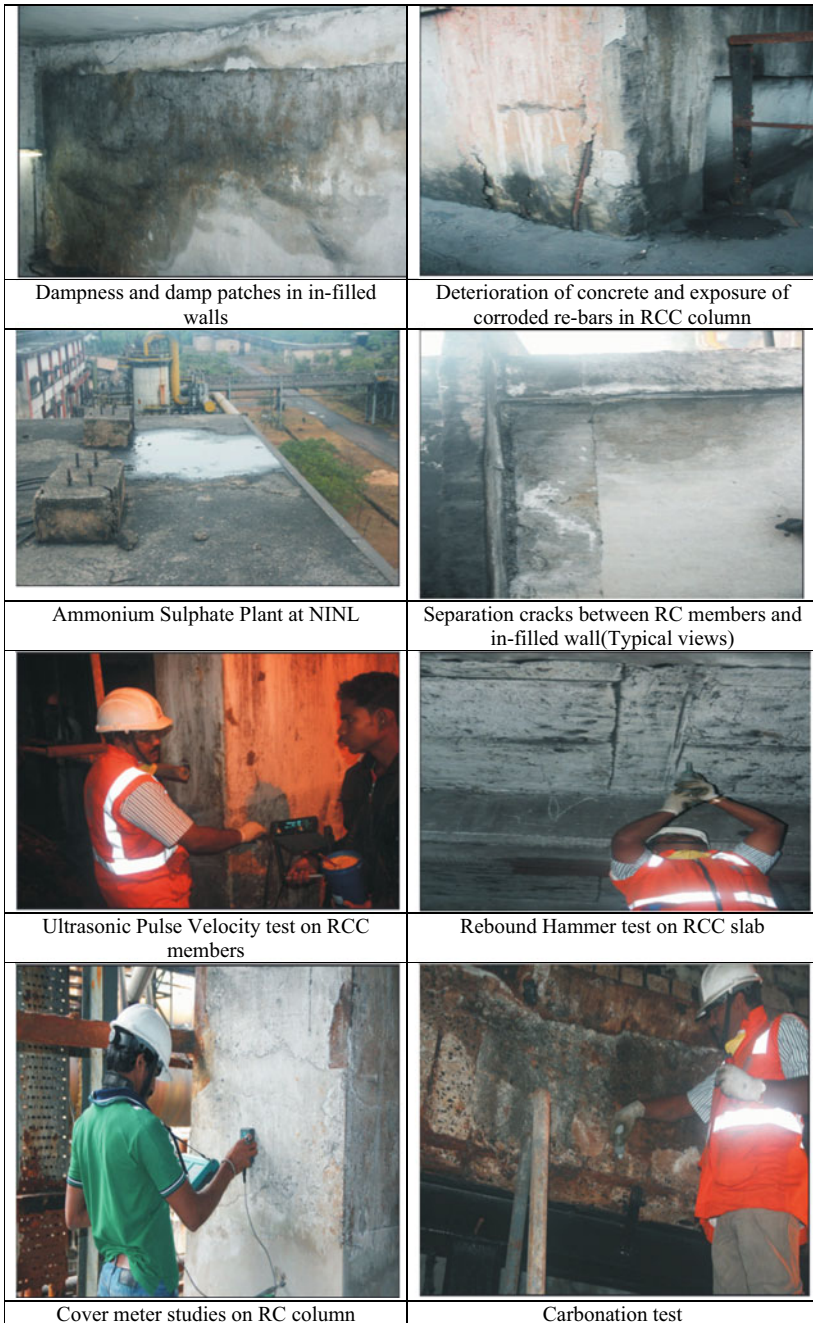 Dampness and damp patches in in-filled
walls
Deterioration of concrete and exposure of
corroded re-bars in RCC column
Ammonium Sulphate Plant at NINL
Separation cracks between RC members and
in-filled wall(Typical views)
Ultrasonic Pulse Velocity test on RCC
members
Rebound Hammer test on RCC slab
Cover meter studies on RC column
Carbonation test